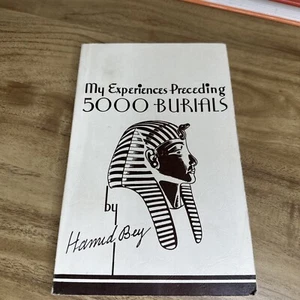 My Experiences Preceding
5000 BURIALS
by
Hamid Bey